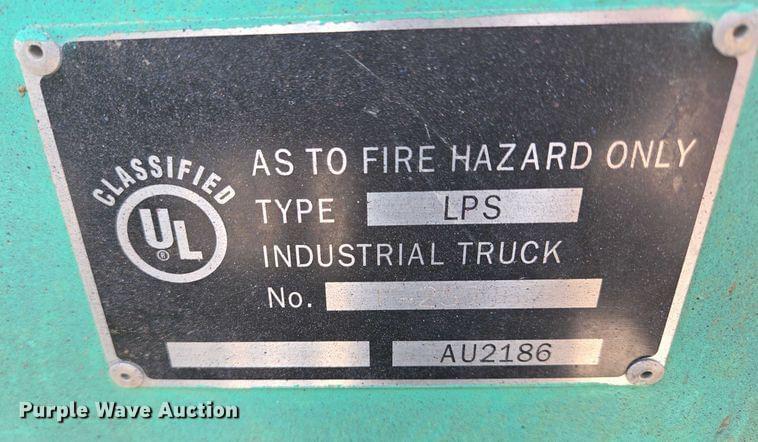 CLASSIFIED
UL
®
AS TO FIRE HAZARD ONLY
TYPE LPS
INDUSTRIAL TRUCK
No.
AU2186
Purple Wave Auction